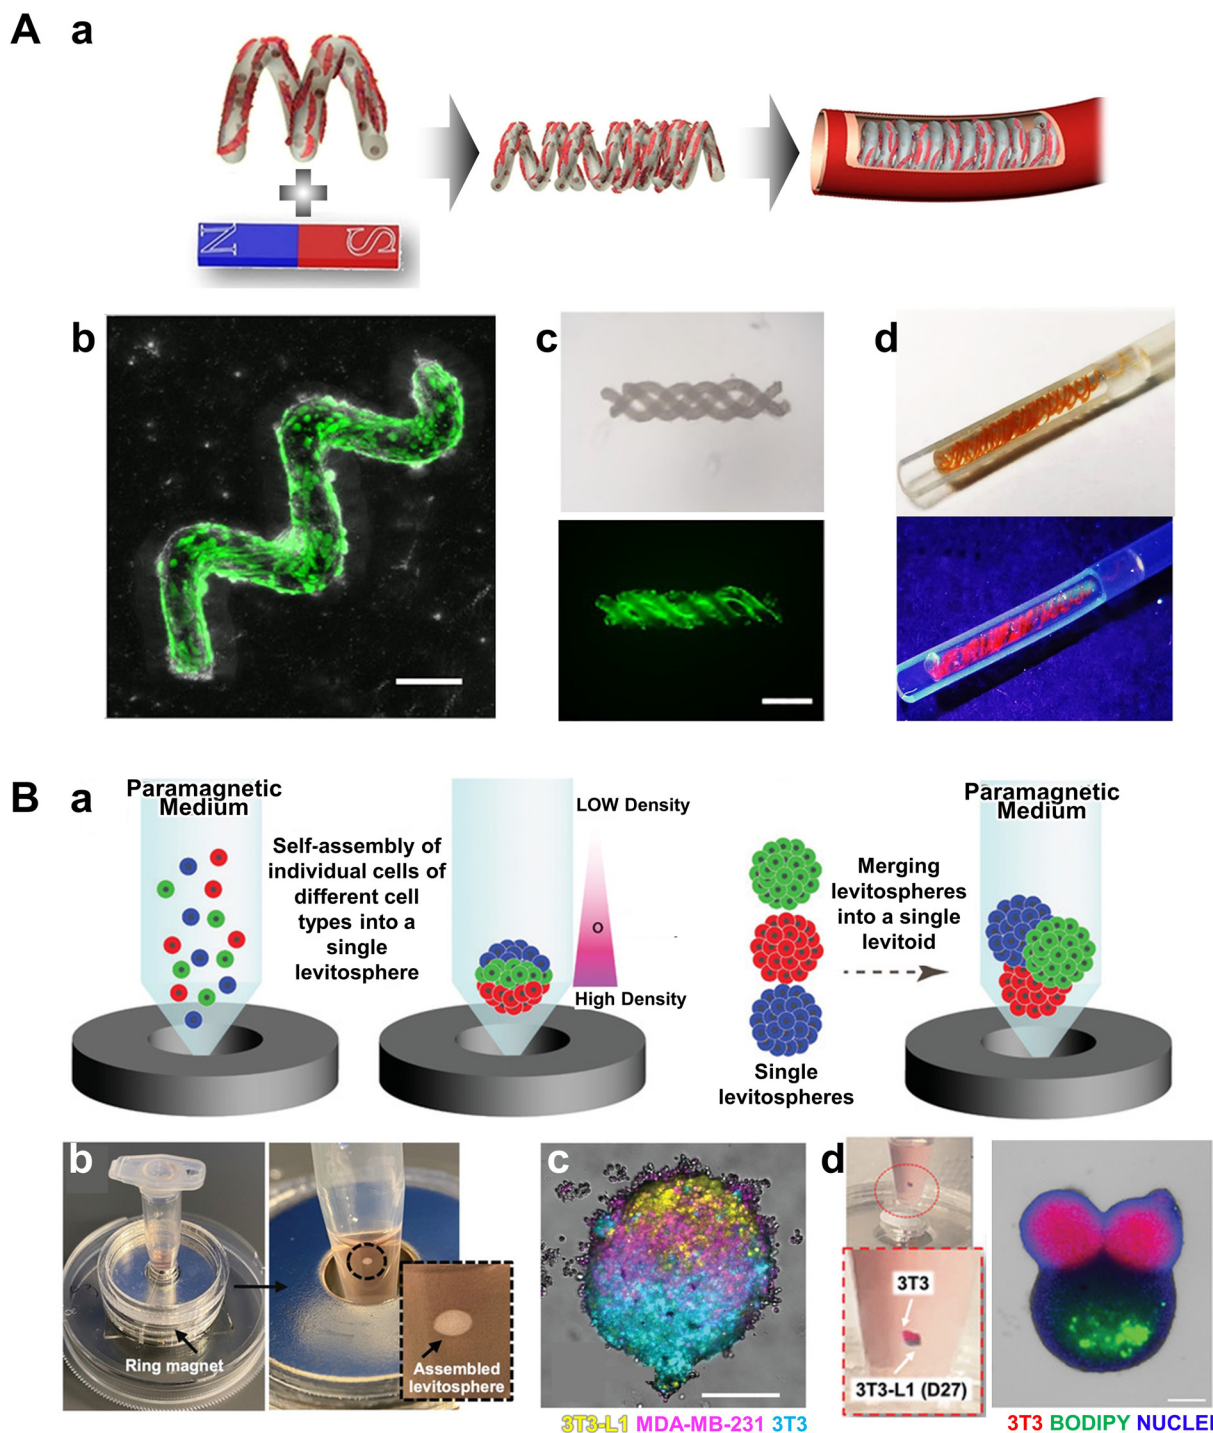 A a
N S
b
c
d
B a
Paramagnetic
Medium
Self-assembly of
individual cells of
different cell
types into a
single
levitosphere
LOW Density
O
High Density
Merging
levitospheres
into a single
levitoid
Single
levitospheres
Paramagnetic
Medium
b
Ring magnet
Assembled
levitosphere
c
3T3-L1 MDA-MB-231 3T3
d
3T3
3T3-L1 (D27)
3T3 BODIPY NUCLEI